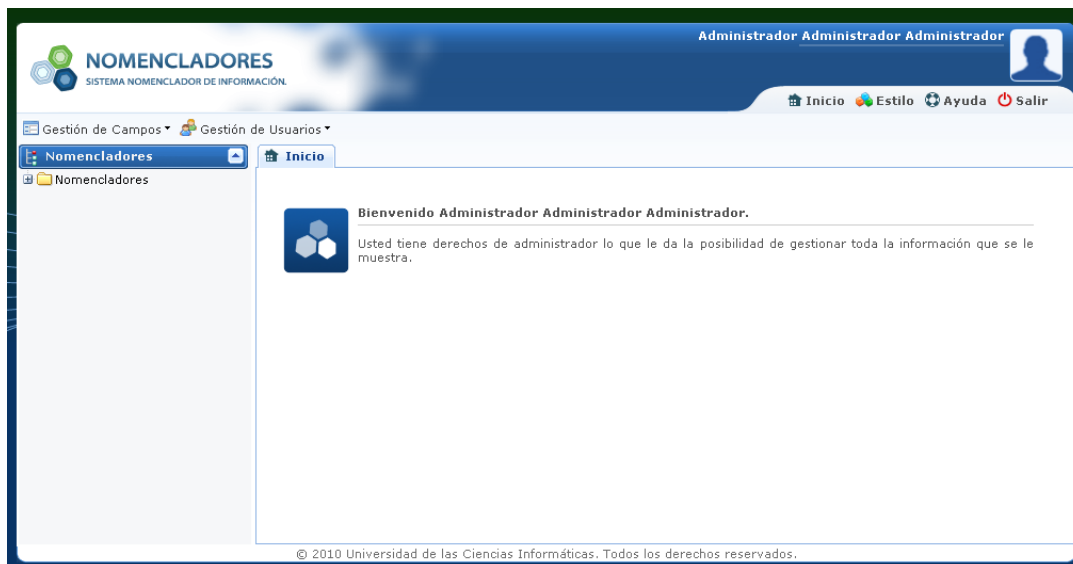 Administrador Administrador Administrador
NOMENCLADORES
SISTEMA NOMENCLADOR DE INFORMACIÓN.
Inicio Estilo Ayuda Salir
Gestión de Campos Gestión de Usuarios
Nomencladores
Inicio
Nomencladores
Bienvenido Administrador Administrador Administrador.
Usted tiene derechos de administrador lo que le da la posibilidad de gestionar toda la información que se le
muestra.
© 2010 Universidad de las Ciencias Informáticas. Todos los derechos reservados.